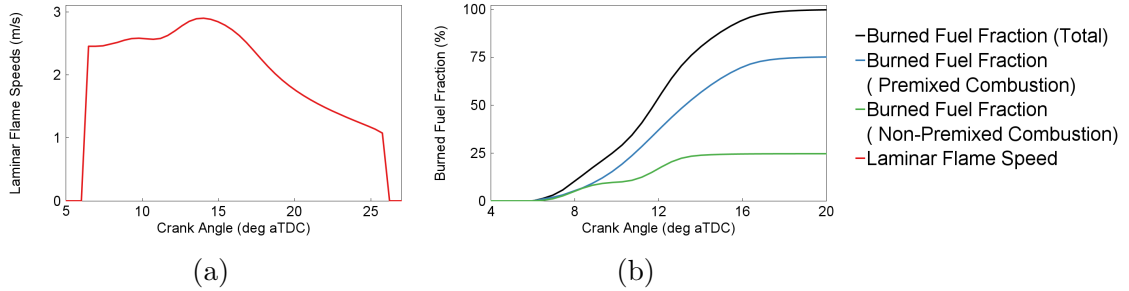 Laminar Flame Speeds (m/s)
3
2
1
0
5
10
15
20
25
Crank Angle (deg aTDC)
(a)
Burned Fuel Fraction (%)
100
75
50
25
0
4
8
12
16
20
Crank Angle (deg aTDC)
(b)
Burned Fuel Fraction (Total)
Burned Fuel Fraction
( Premixed Combustion)
Burned Fuel Fraction
( Non-Premixed Combustion)
Laminar Flame Speed